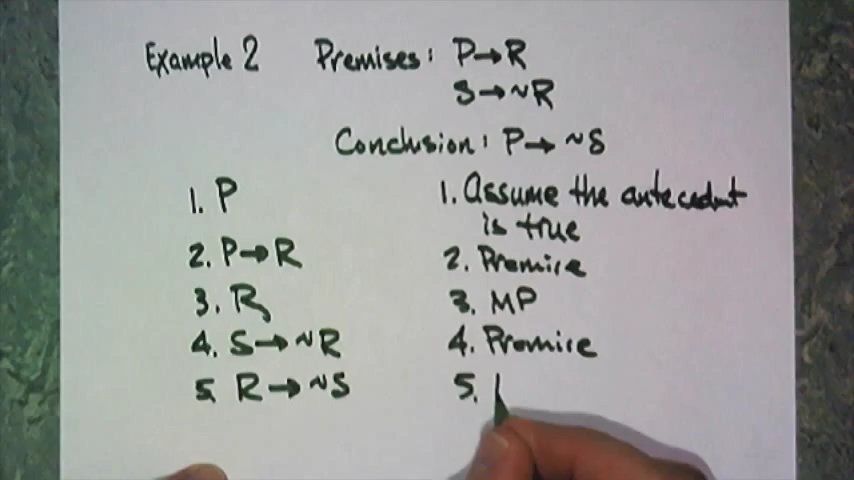 Example 2 Premises: P→R
S→~R
Conclusion: P→~S
1. P 1. Assume the antecedent
is true
2. P→R 2. Premise
3. R 3. MP
4. S→~R 4. Premise
5. R→~S 5.